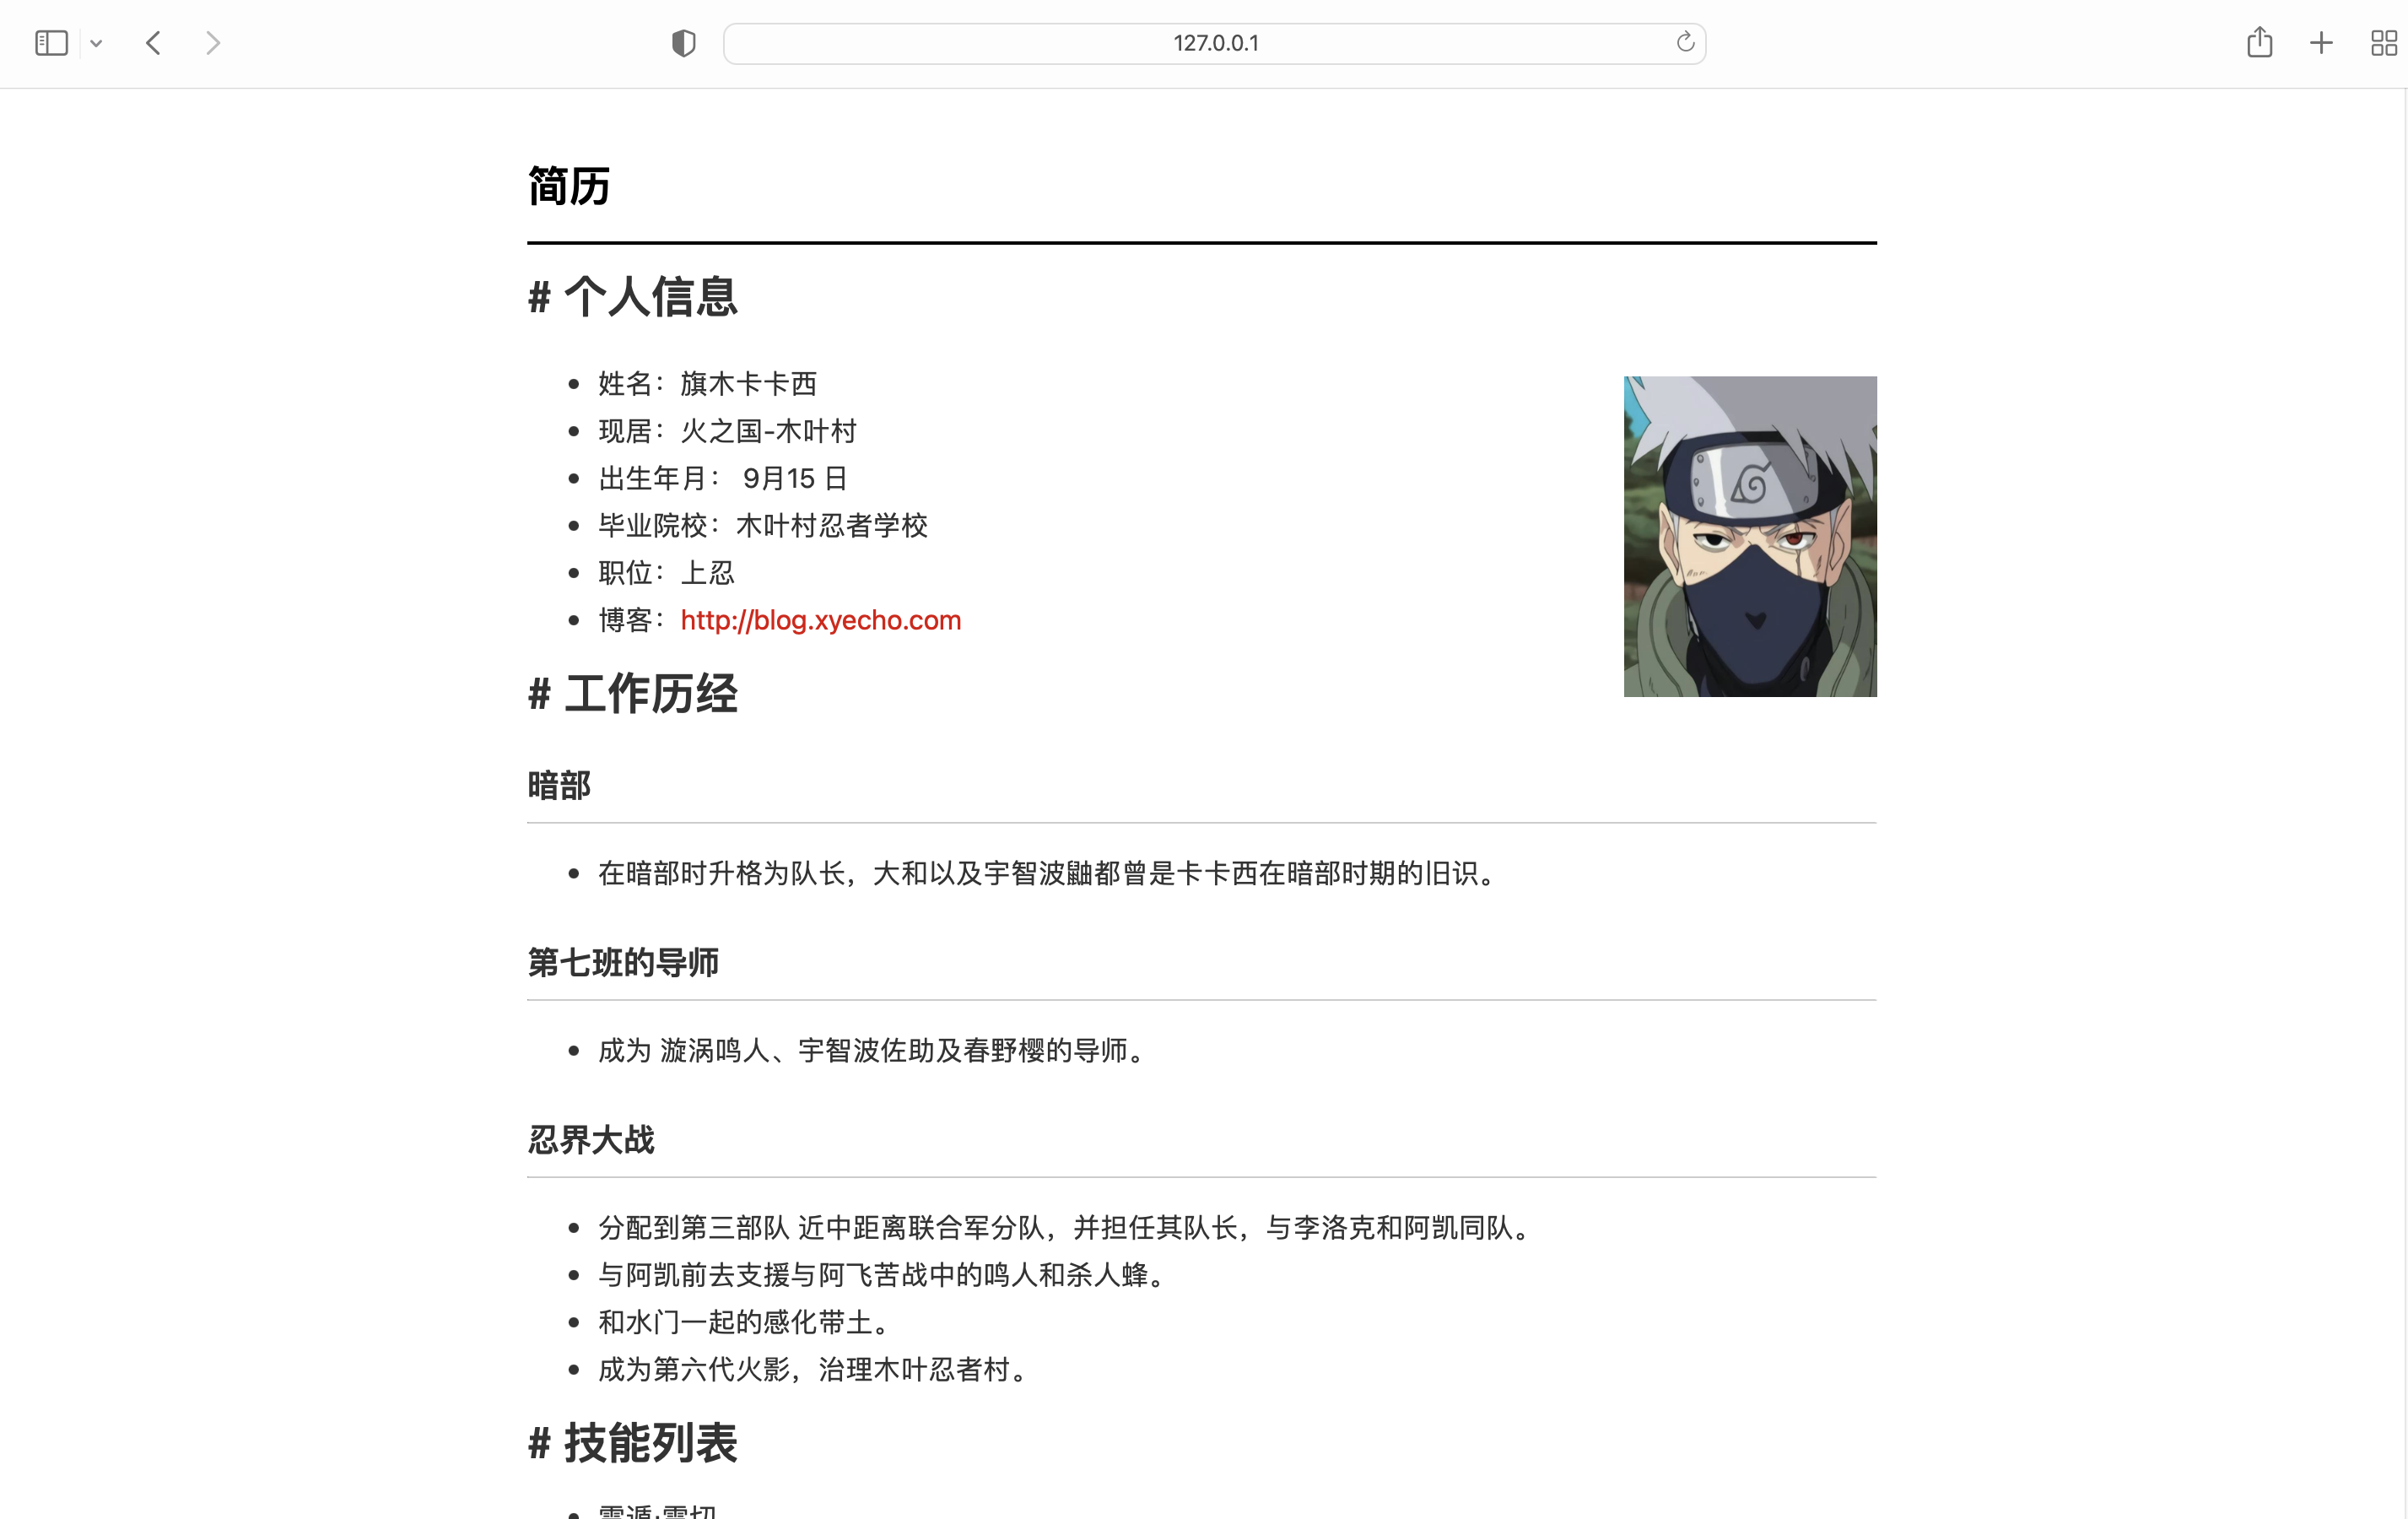 127.0.0.1
简历
# 个人信息
姓名：旗木卡卡西
现居：火之国-木叶村
出生年月： 9月15 日
毕业院校：木叶村忍者学校
职位：上忍
博客：http://blog.xyecho.com
# 工作历经
暗部
在暗部时升格为队长，大和以及宇智波鼬都曾是卡卡西在暗部时期的旧识。
第七班的导师
成为 漩涡鸣人、宇智波佐助及春野樱的导师。
忍界大战
分配到第三部队 近中距离联合军分队，并担任其队长，与李洛克和阿凯同队。
与阿凯前去支援与阿飞苦战中的鸣人和杀人蜂。
和水门一起的感化带土。
成为第六代火影，治理木叶忍者村。
# 技能列表
雷遁·雷切